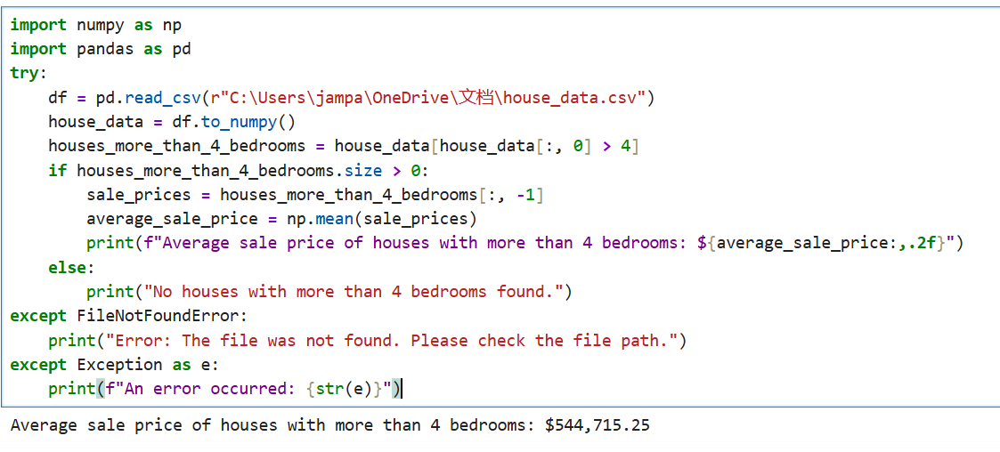 import numpy as np
import pandas as pd
try:
    df = pd.read_csv(r"C:\Users\jampa\OneDrive\文档\house_data.csv")
    house_data = df.to_numpy()
    houses_more_than_4_bedrooms = house_data[house_data[:, 0] > 4]
    if houses_more_than_4_bedrooms.size > 0:
        sale_prices = houses_more_than_4_bedrooms[:, -1]
        average_sale_price = np.mean(sale_prices)
        print(f"Average sale price of houses with more than 4 bedrooms: ${average_sale_price:,.2f}")
    else:
        print("No houses with more than 4 bedrooms found.")
except FileNotFoundError:
    print("Error: The file was not found. Please check the file path.")
except Exception as e:
    print(f"An error occurred: {str(e)}")
Average sale price of houses with more than 4 bedrooms: $544,715.25